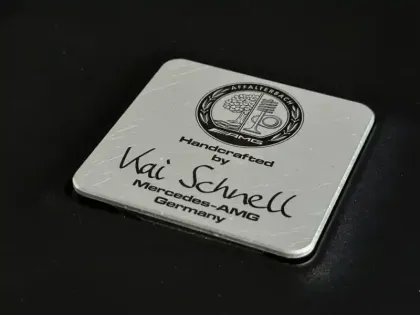 AFFALTERBACH
AMG
Handcrafted
by
Kai Schnell
Mercedes-AMG
Germany